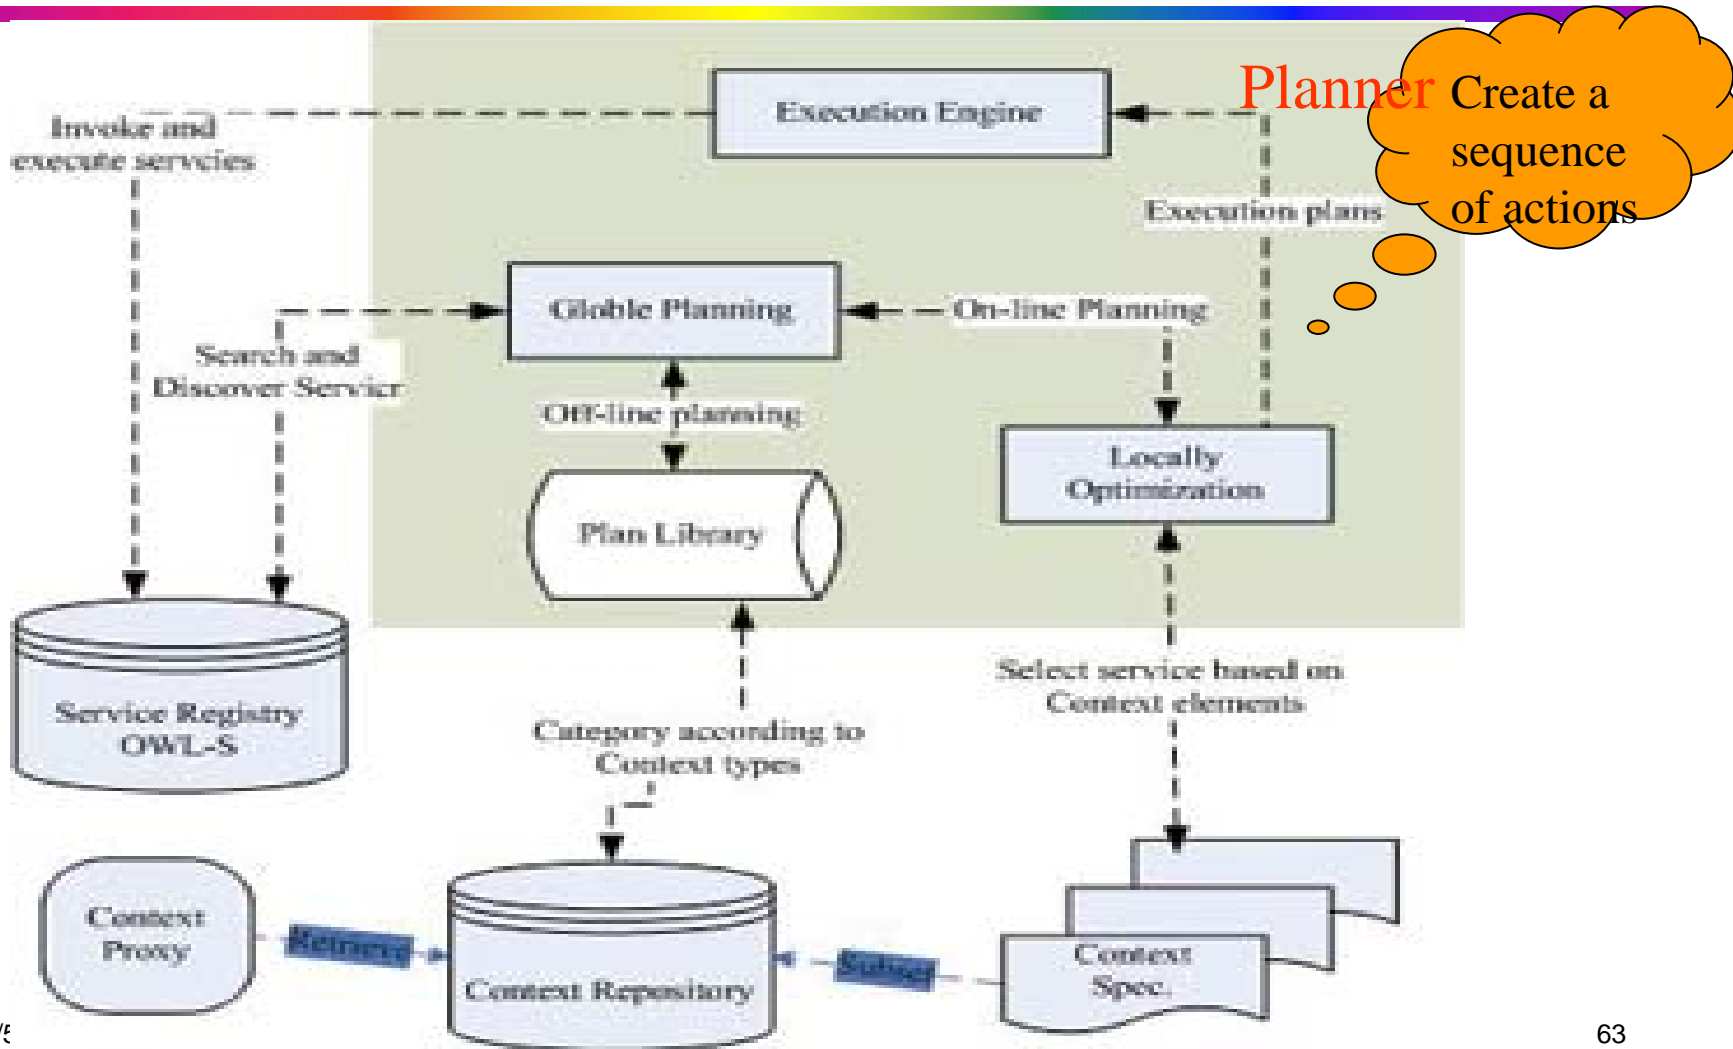 Planner
Create a
sequence
of actions
Execution Engine
Invoke and
execute servcies
Execution plans
Globle Planning
On-line Planning
Search and
Discover Servicr
Off-line planning
Locally
Optimization
Plan Library
Select service based on
Context elements
Service Registry
OWL-S
Category according to
Context types
Context
Proxy
Retrieve
Context Repository
Subset
Context
Spec.
63